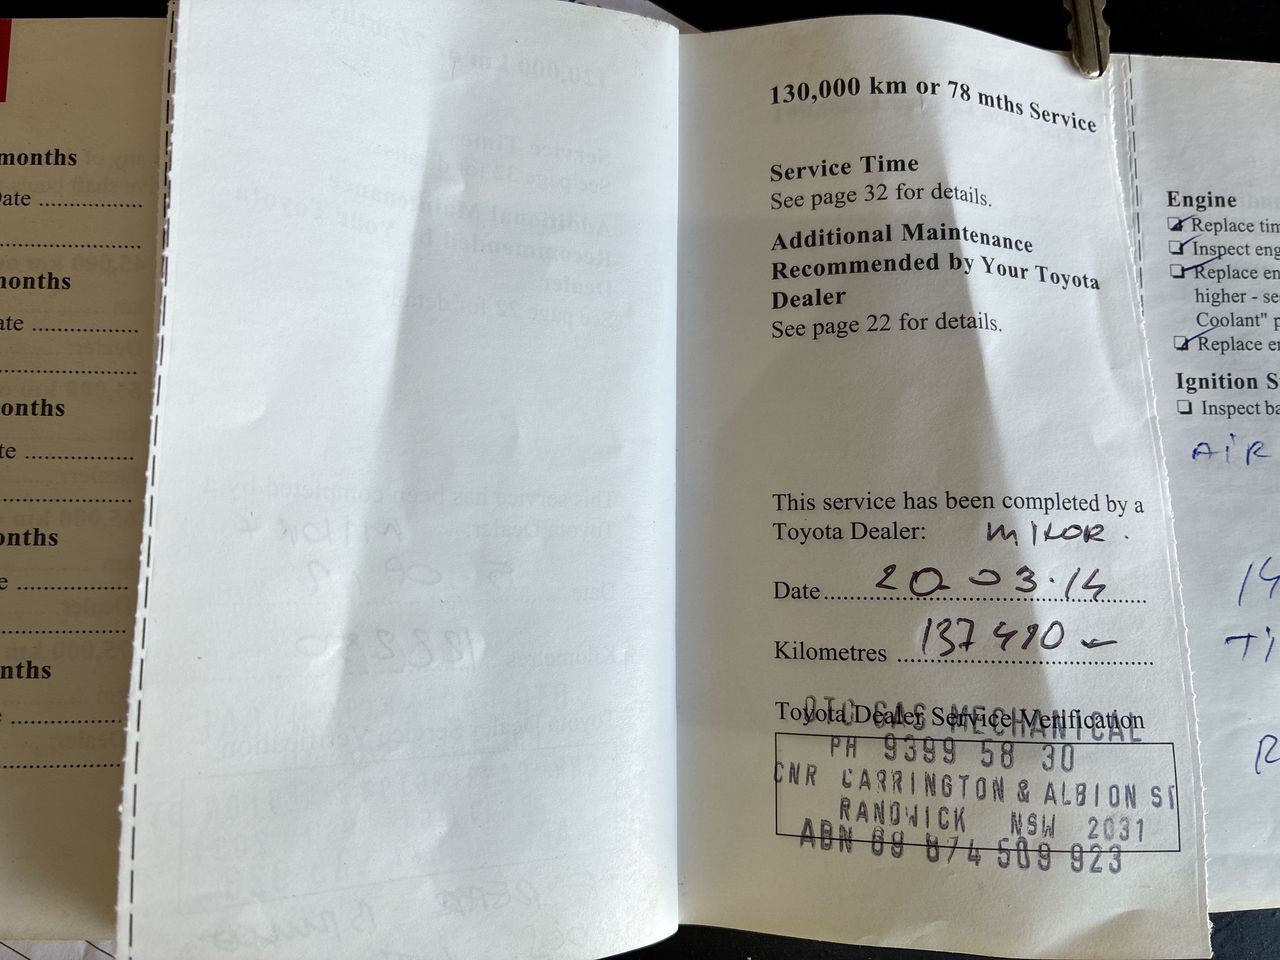 months
Date
months
ate
onths
te
onths
e
nths
130,000 km or 78 mths Service
Service Time
See page 32 for details.
Additional Maintenance
Recommended by Your Toyota
Dealer
See page 22 for details.
This service has been completed by a
Toyota Dealer:
Date 20-03.14
Kilometres 137490
Toyota Dealer Service Verification
GAS MECHANICAL
PH 9399 58 30
CNR CARRINGTON & ALBION ST
RANDWICK NSW 2031
ABN 69 674 509 923
Engine
Replace tim
Inspect eng
Replace en
higher - se
Coolant" p
Replace en
Ignition S
Inspect ba
AIR
14
Ti
R